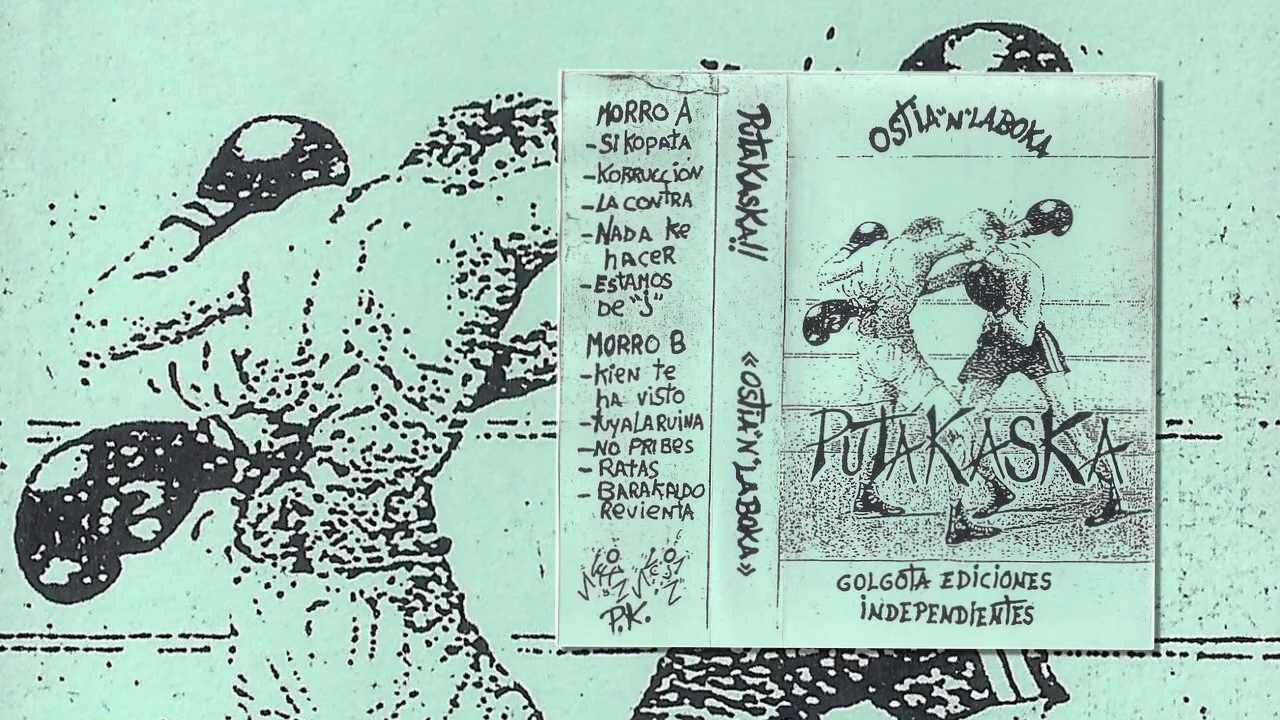 MORRO A
-SIKOPATA
-KORRUCCION
-LA CONTRA
-NADA KE
hACER
-ESTAMOS
DE "J"
MORRO B
-KIEN TE
hA VISTO
-TUYALARUINA
-NO PRIBES
-RATAS
-BARAKALDO
REVIENTA
P.K.
PUTAKASKA!!
«OSTIA"N"LABOKA»
OSTIA"N"LABOKA
PUTAKASKA
GOLGOTA EDICIONES
INDEPENDIENTES